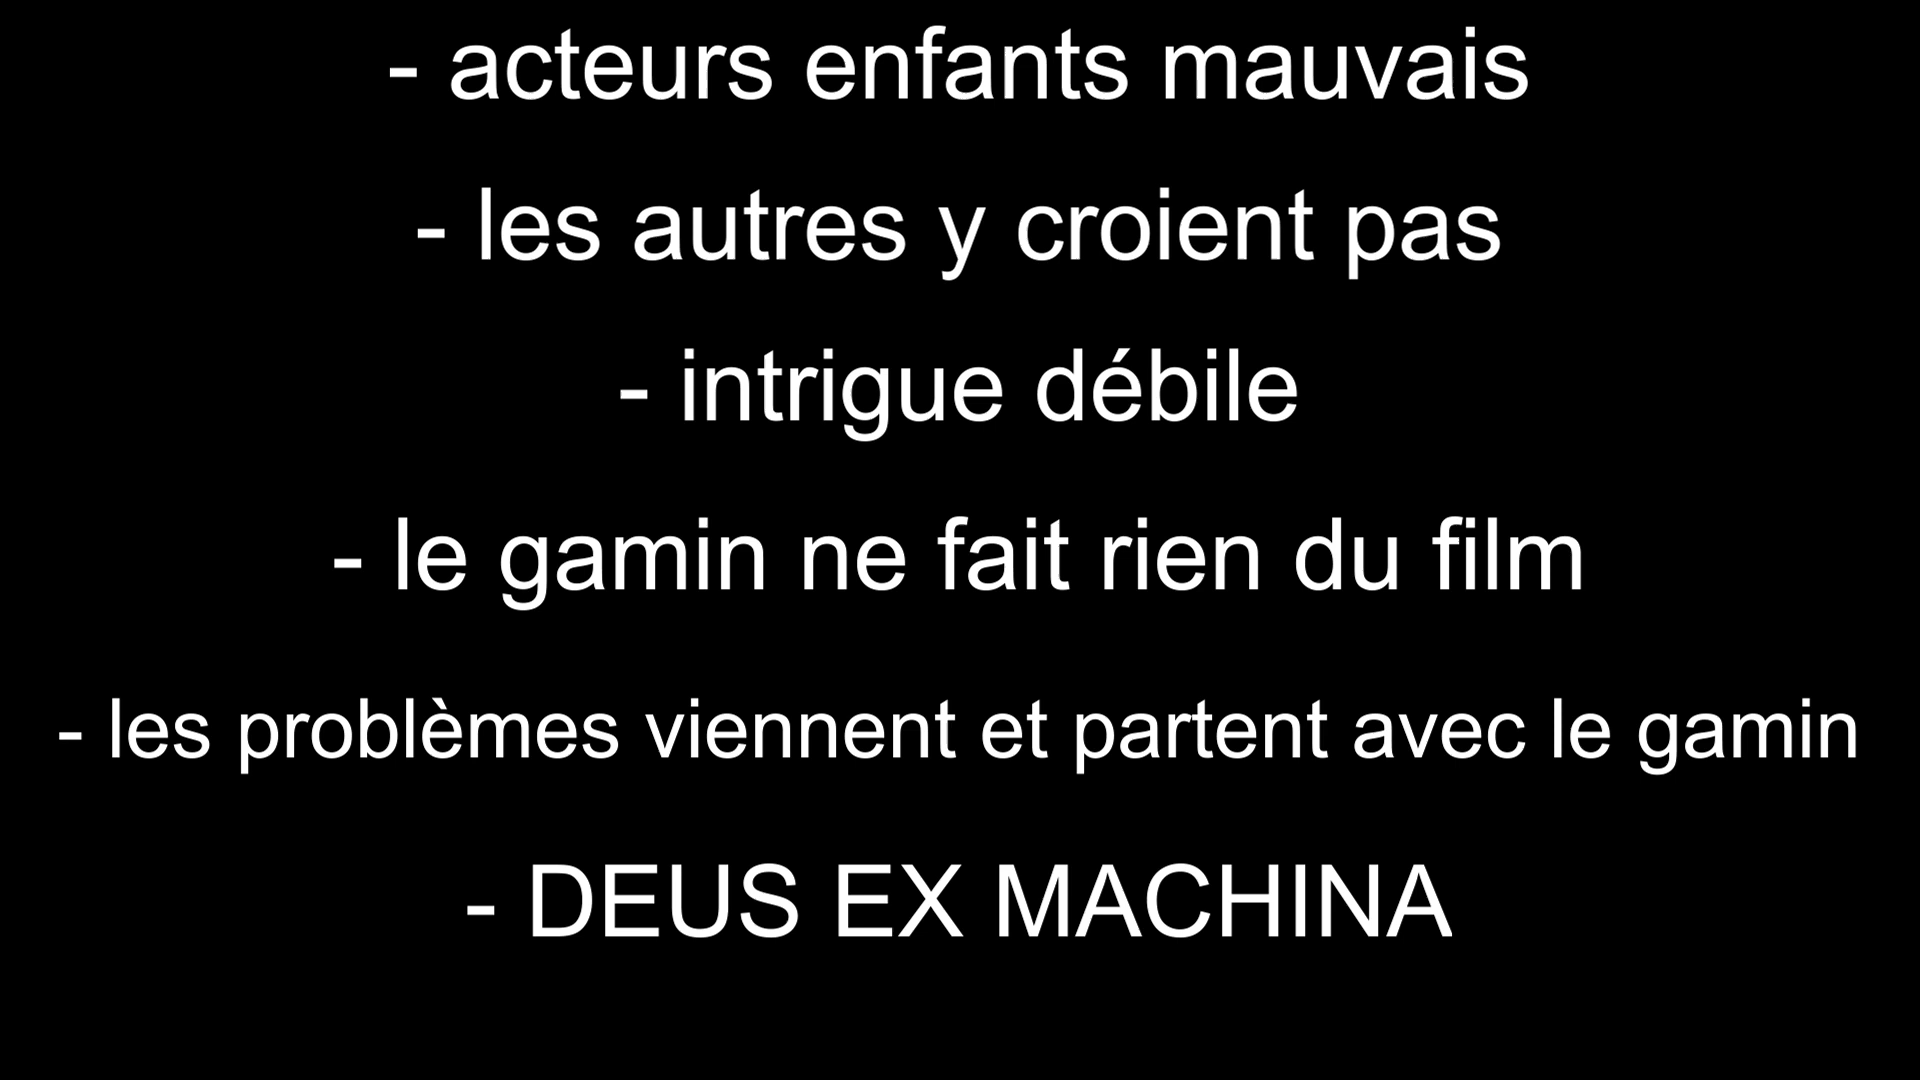 - acteurs enfants mauvais
- les autres y croient pas
- intrigue débile
- le gamin ne fait rien du film
- les problèmes viennent et partent avec le gamin
- DEUS EX MACHINA